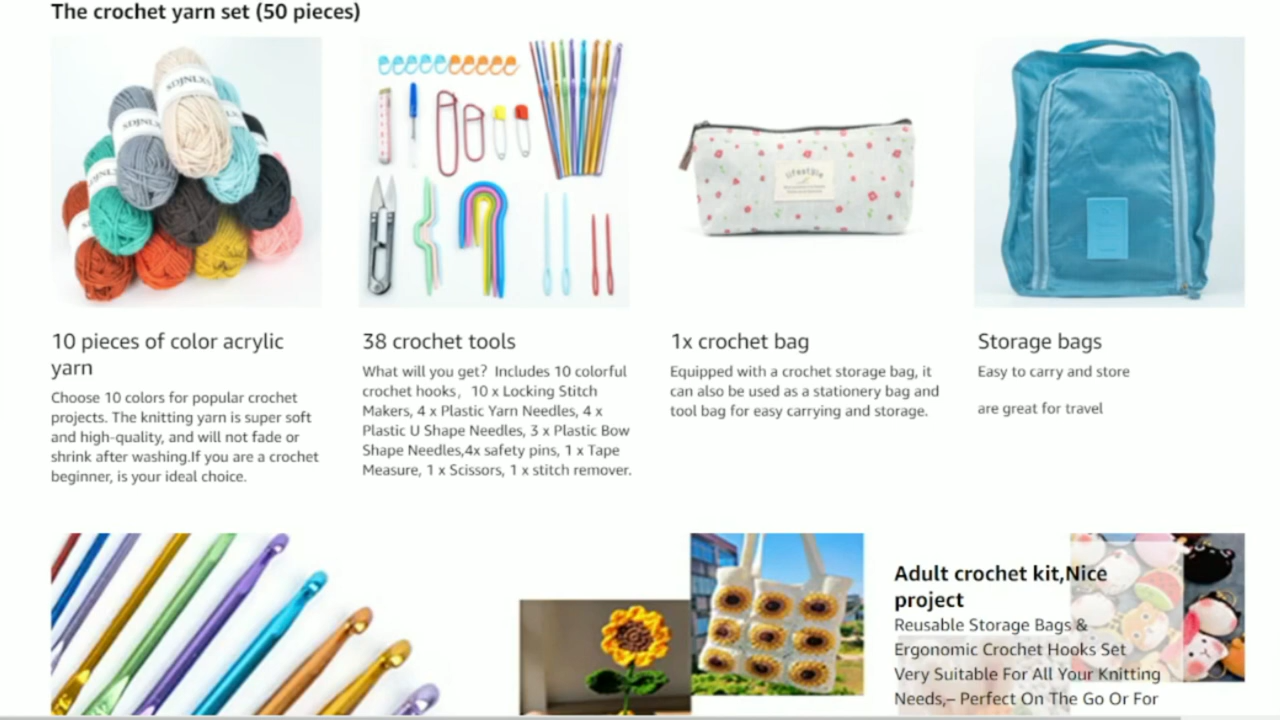 The crochet yarn set (50 pieces)
SDJNLXS
SDJNLX
10 pieces of color acrylic
yarn
Choose 10 colors for popular crochet
projects. The knitting yarn is super soft
and high-quality, and will not fade or
shrink after washing.If you are a crochet
beginner, is your ideal choice.
38 crochet tools
What will you get? Includes 10 colorful
crochet hooks, 10 x Locking Stitch
Makers, 4 x Plastic Yarn Needles, 4 x
Plastic U Shape Needles, 3 x Plastic Bow
Shape Needles,4x safety pins, 1 x Tape
Measure, 1 x Scissors, 1 x stitch remover.
lifestyle
1x crochet bag
Equipped with a crochet storage bag, it
can also be used as a stationery bag and
tool bag for easy carrying and storage.
Storage bags
Easy to carry and store
are great for travel
Adult crochet kit,Nice
project
Reusable Storage Bags &
Ergonomic Crochet Hooks Set
Very Suitable For All Your Knitting
Needs,– Perfect On The Go Or For